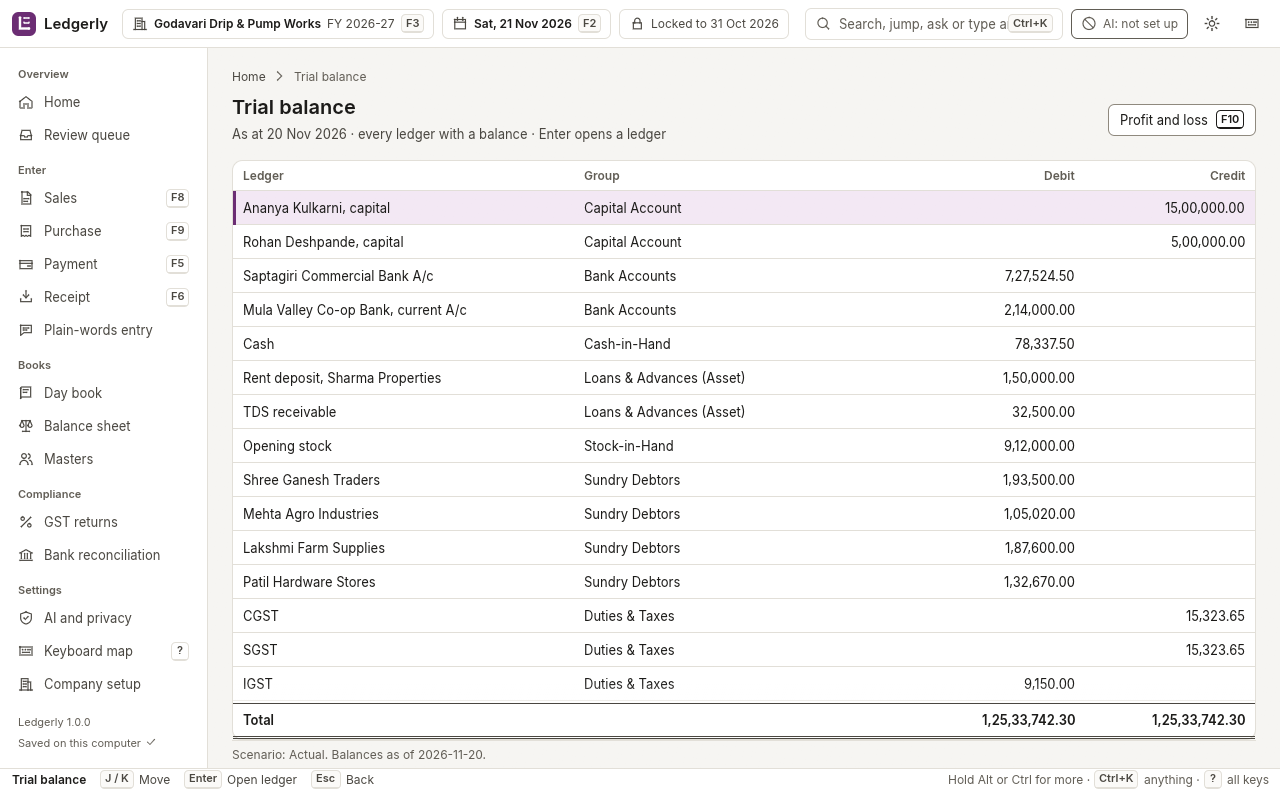 Ledgerly
Godavari Drip & Pump Works FY 2026-27 F3
Sat, 21 Nov 2026 F2
Locked to 31 Oct 2026
Search, jump, ask or type a Ctrl+K
AI: not set up
Overview
Home
Review queue
Enter
Sales F8
Purchase F9
Payment F5
Receipt F6
Plain-words entry
Books
Day book
Balance sheet
Masters
Compliance
GST returns
Bank reconciliation
Settings
AI and privacy
Keyboard map ?
Company setup
Ledgerly 1.0.0
Saved on this computer
Home Trial balance
Trial balance
As at 20 Nov 2026 · every ledger with a balance · Enter opens a ledger
Profit and loss F10
Ledger Group Debit Credit
Ananya Kulkarni, capital Capital Account 15,00,000.00
Rohan Deshpande, capital Capital Account 5,00,000.00
Saptagiri Commercial Bank A/c Bank Accounts 7,27,524.50
Mula Valley Co-op Bank, current A/c Bank Accounts 2,14,000.00
Cash Cash-in-Hand 78,337.50
Rent deposit, Sharma Properties Loans & Advances (Asset) 1,50,000.00
TDS receivable Loans & Advances (Asset) 32,500.00
Opening stock Stock-in-Hand 9,12,000.00
Shree Ganesh Traders Sundry Debtors 1,93,500.00
Mehta Agro Industries Sundry Debtors 1,05,020.00
Lakshmi Farm Supplies Sundry Debtors 1,87,600.00
Patil Hardware Stores Sundry Debtors 1,32,670.00
CGST Duties & Taxes 15,323.65
SGST Duties & Taxes 15,323.65
IGST Duties & Taxes 9,150.00
Total 1,25,33,742.30 1,25,33,742.30
Scenario: Actual. Balances as of 2026-11-20.
Trial balance J / K Move Enter Open ledger Esc Back
Hold Alt or Ctrl for more · Ctrl+K anything · ? all keys